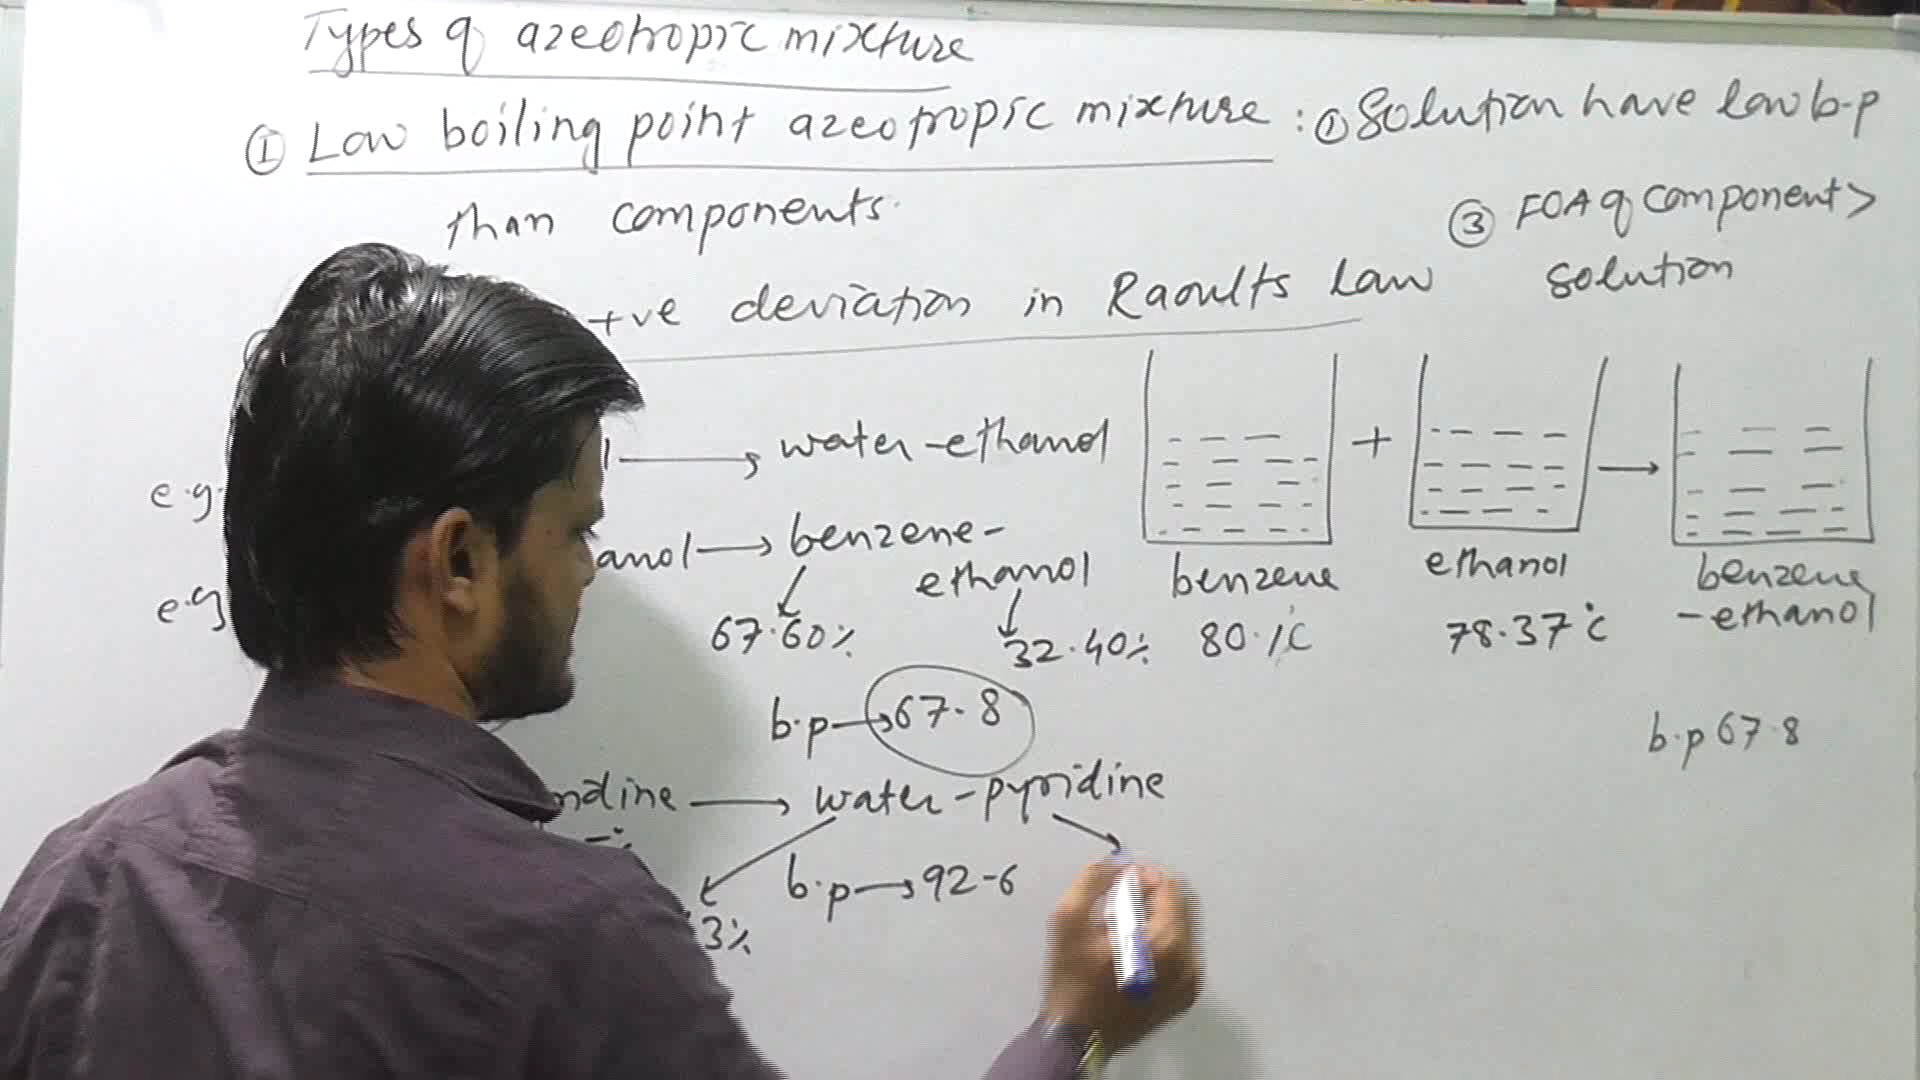 Types of azeotropic mixture
① Low boiling point azeotropic mixture : ① Solution have low b.p
than components.
③ FOA of component >
solution
+ve deviation in Raoults Law
e.g. → water-ethanol
e.g anol → benzene-
ethanol
67.60% 32.40%
b.p → 67.8
ridine → water-pyridine
b.p → 92-6
3%
+ →
benzene ethanol benzene
-ethanol
80.1c 78.37°c
b.p 67.8